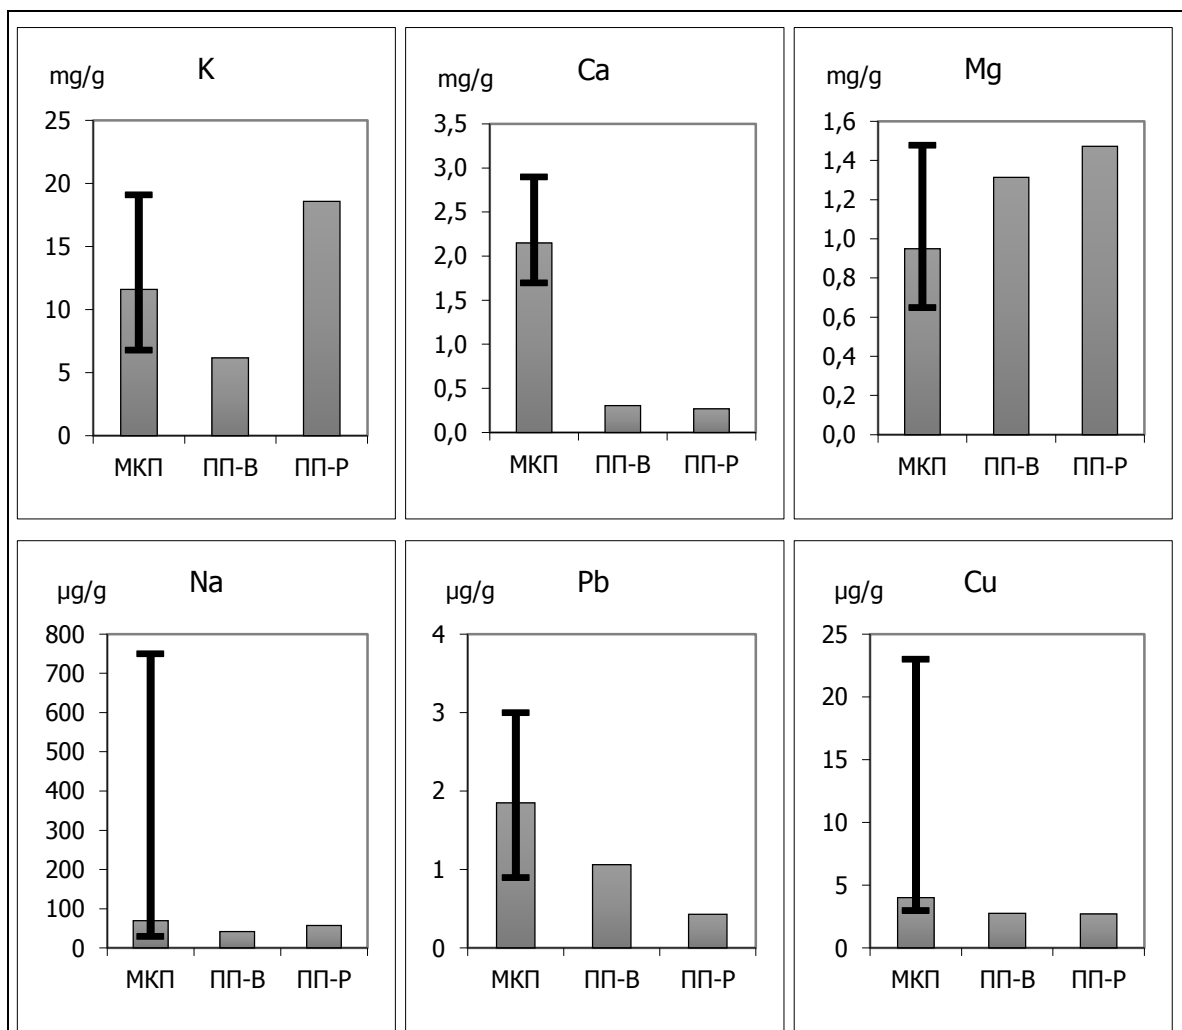 K
mg/g
25
20
15
10
5
0
МКП ПП-В ПП-Р
Ca
mg/g
3,5
3,0
2,5
2,0
1,5
1,0
0,5
0,0
МКП ПП-В ПП-Р
Mg
mg/g
1,6
1,4
1,2
1,0
0,8
0,6
0,4
0,2
0,0
МКП ПП-В ПП-Р
Na
µg/g
800
700
600
500
400
300
200
100
0
МКП ПП-В ПП-Р
Pb
µg/g
4
3
2
1
0
МКП ПП-В ПП-Р
Cu
µg/g
25
20
15
10
5
0
МКП ПП-В ПП-Р